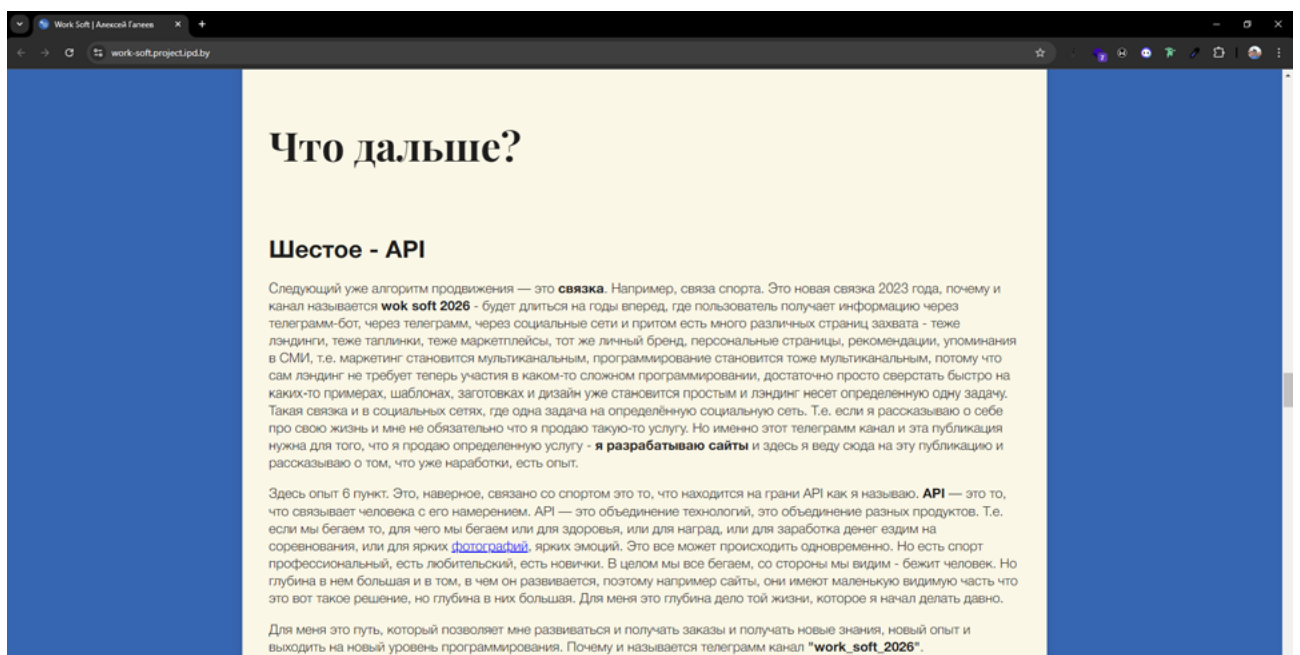 Work Soft | Алексей Гапеев
work-soft.project.ipd.by
7
Что дальше?
Шестое - API
Следующий уже алгоритм продвижения — это связка. Например, связа спорта. Это новая связка 2023 года, почему и
канал называется wok soft 2026 - будет длиться на годы вперед, где пользователь получает информацию через
телеграмм-бот, через телеграмм, через социальные сети и притом есть много различных страниц захвата - теже
лэндинги, теже таплинки, теже маркетплейсы, тот же личный бренд, персональные страницы, рекомендации, упоминания
в СМИ, т.е. маркетинг становится мультиканальным, программирование становится тоже мультиканальным, потому что
сам лэндинг не требует теперь участия в каком-то сложном программировании, достаточно просто сверстать быстро на
каких-то примерах, шаблонах, заготовках и дизайн уже становится простым и лэндинг несет определенную одну задачу.
Такая связка и в социальных сетях, где одна задача на определённую социальную сеть. Т.е. если я рассказываю о себе
про свою жизнь и мне не обязательно что я продаю такую-то услугу. Но именно этот телеграмм канал и эта публикация
нужна для того, что я продаю определенную услугу - я разрабатываю сайты и здесь я веду сюда на эту публикацию и
рассказываю о том, что уже наработки, есть опыт.
Здесь опыт 6 пункт. Это, наверное, связано со спортом это то, что находится на грани API как я называю. API — это то,
что связывает человека с его намерением. API — это объединение технологий, это объединение разных продуктов. Т.е.
если мы бегаем то, для чего мы бегаем или для здоровья, или для наград, или для заработка денег ездим на
соревнования, или для ярких фотографий, ярких эмоций. Это все может происходить одновременно. Но есть спорт
профессиональный, есть любительский, есть новички. В целом мы все бегаем, со стороны мы видим - бежит человек. Но
глубина в нем большая и в том, в чем он развивается, поэтому например сайты, они имеют маленькую видимую часть что
это вот такое решение, но глубина в них большая. Для меня это глубина дело той жизни, которое я начал делать давно.
Для меня это путь, который позволяет мне развиваться и получать заказы и получать новые знания, новый опыт и
выходить на новый уровень программирования. Почему и называется телеграмм канал "work_soft_2026".